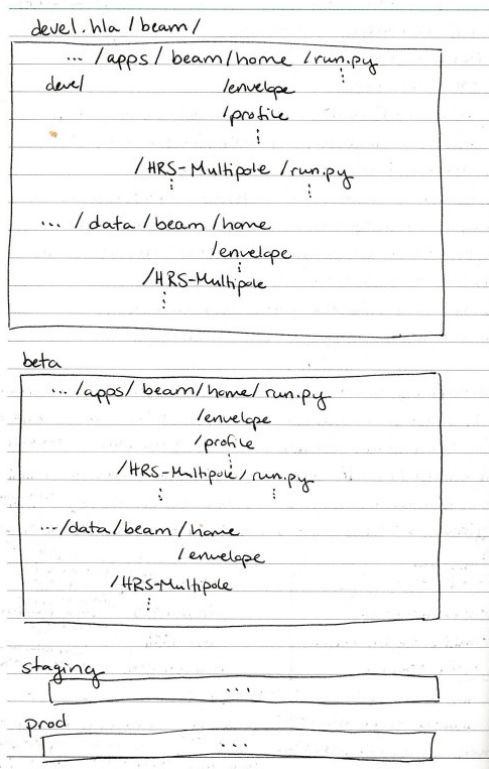 devel.hla/beam/
... /apps/beam/home /run.py
devel /envelope
/profile
/HRS-Multipole /run.py
... /data/beam/home
/envelope
/HRS-Multipole
beta
... /apps/beam/home/run.py
/envelope
/profile
/HRS-Multipole/run.py
.../data/beam/home
/envelope
/HRS-Multipole
staging
...
prod
...